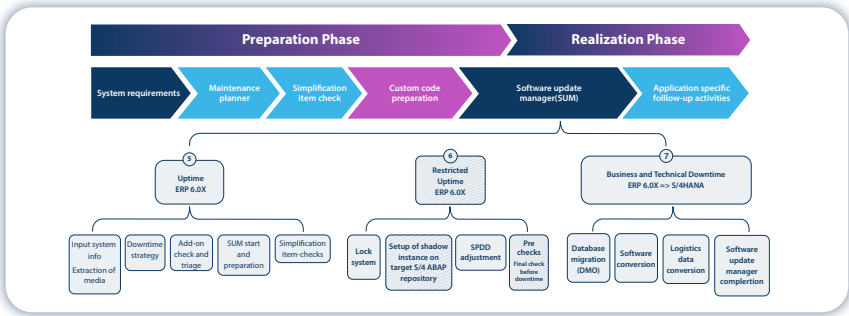 Preparation Phase
Realization Phase
System requirements
Maintenance
planner
Simplification
item check
Custom code
preparation
Software update
manager(SUM)
Application specific
folllow-up activities
5
Uptime
ERP 6.0X
6
Restricted
Uptime
ERP 6.0X
7
Business and Technical Downtime
ERP 6.0X => S/4HANA
Input system
info
Extraction of
media
Downtime
strategy
Add-on
check and
triage
SUM start
and
preparation
Simplification
item-checks
Lock
system
Setup of shadow
instance on
target S/4 ABAP
repository
SPDD
adjustment
Pre
checks
Final check
before
downtime
Database
migration
(DMO)
Software
conversion
Logistics
data
conversion
Software
update
manager
complertion